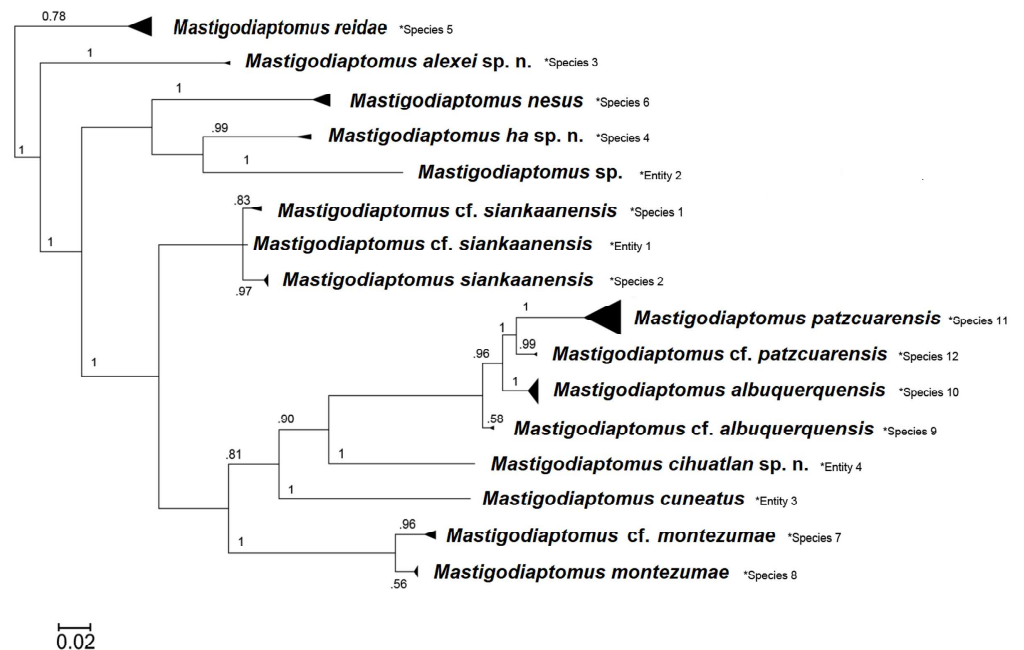 0.78
Mastigodiaptomus reidae *Species 5
1
Mastigodiaptomus alexei sp. n. *Species 3
1
Mastigodiaptomus nesus *Species 6
.99
Mastigodiaptomus ha sp. n. *Species 4
1
1
Mastigodiaptomus sp. *Entity 2
.83
Mastigodiaptomus cf. siankaanensis *Species 1
1
Mastigodiaptomus cf. siankaanensis *Entity 1
Mastigodiaptomus siankaanensis *Species 2
.97
1
Mastigodiaptomus patzcuarensis *Species 11
1
.99
Mastigodiaptomus cf. patzcuarensis *Species 12
.96
1
1
Mastigodiaptomus albuquerquensis *Species 10
.58
Mastigodiaptomus cf. albuquerquensis *Species 9
.90
1
.81
Mastigodiaptomus cihuatlan sp. n. *Entity 4
1
Mastigodiaptomus cuneatus *Entity 3
.96
Mastigodiaptomus cf. montezumae *Species 7
1
Mastigodiaptomus montezumae *Species 8
.56
0.02